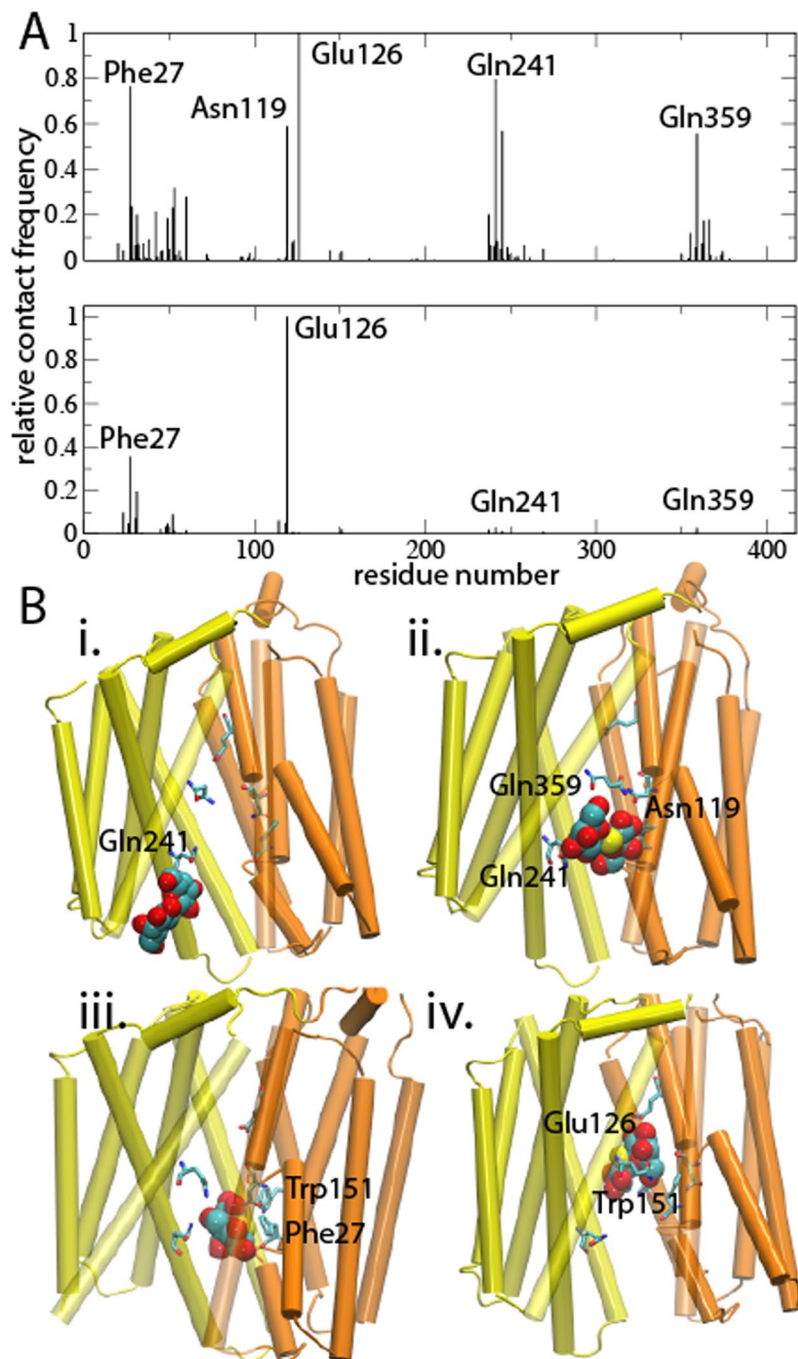 A
relative contact frequency
1
0.8
0.6
0.4
0.2
0
Phe27
Asn119
Glu126
Gln241
Gln359
1
0.8
0.6
0.4
0.2
0
Phe27
Glu126
Gln241
Gln359
0 100 200 300 400
residue number
B
i.
Gln241
ii.
Gln359
Asn119
Gln241
iii.
Trp151
Phe27
iv.
Glu126
Trp151